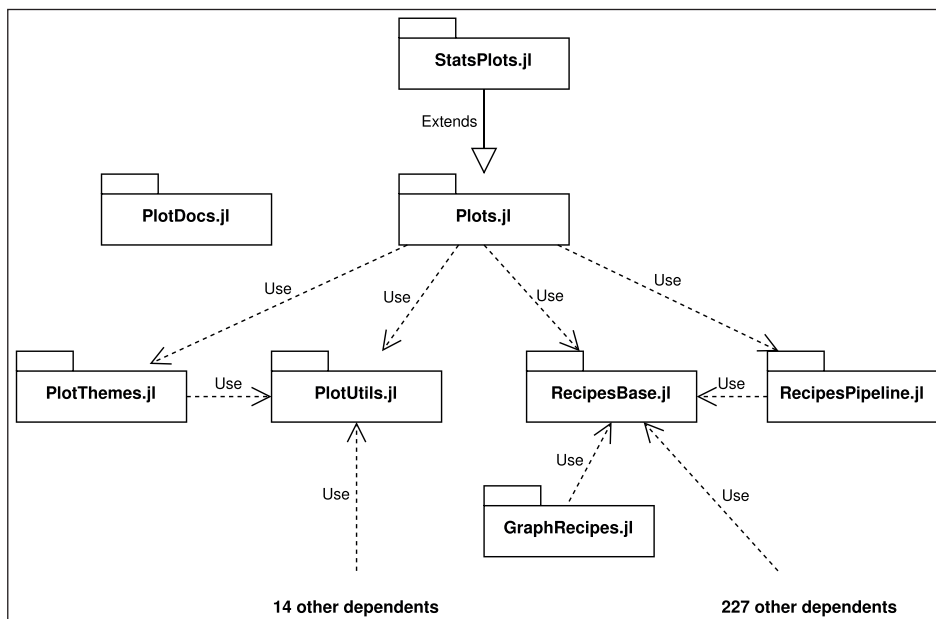 StatsPlots.jl
Extends
PlotDocs.jl
Plots.jl
Use
Use
Use
Use
PlotThemes.jl
Use
PlotUtils.jl
RecipesBase.jl
Use
RecipesPipeline.jl
Use
Use
Use
GraphRecipes.jl
14 other dependents
227 other dependents